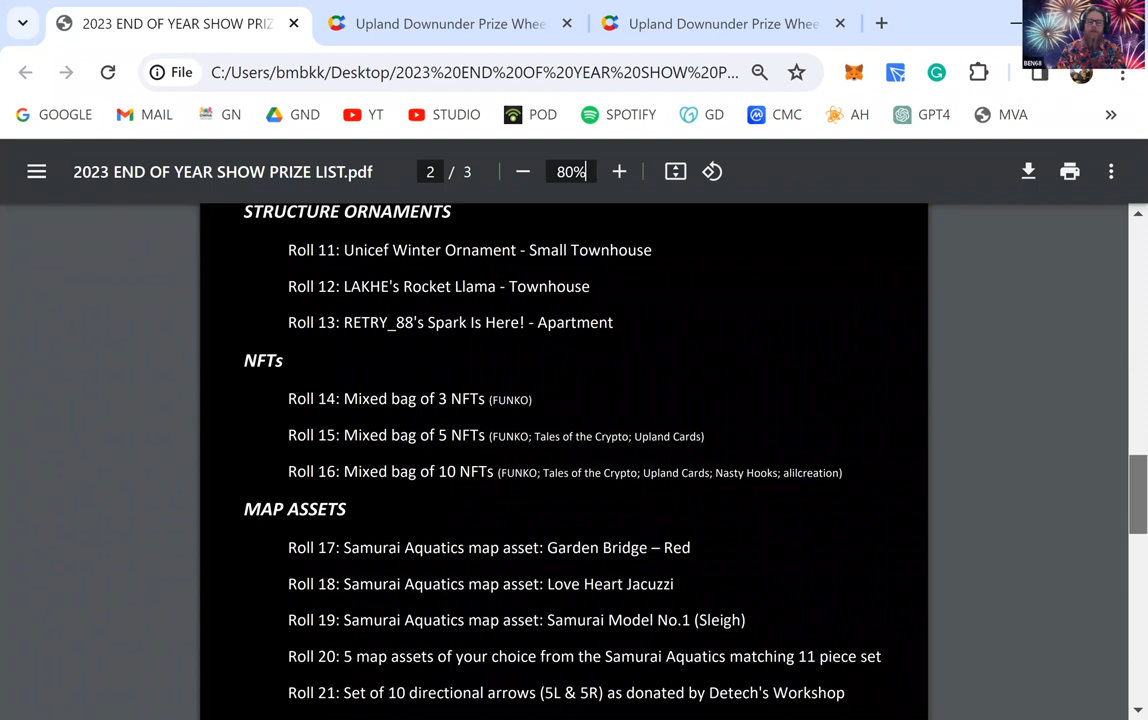 2023 END OF YEAR SHOW PRIZ
Upland Downunder Prize Whee
Upland Downunder Prize Whee
File
C:/Users/bmbkk/Desktop/2023%20END%20OF%20YEAR%20SHOW%20P...
GOOGLE
MAIL
GN
GND
YT
STUDIO
POD
SPOTIFY
GD
CMC
AH
GPT4
MVA
BEN68
2023 END OF YEAR SHOW PRIZE LIST.pdf
2 / 3
80%
STRUCTURE ORNAMENTS
Roll 11: Unicef Winter Ornament - Small Townhouse
Roll 12: LAKHE's Rocket Llama - Townhouse
Roll 13: RETRY_88's Spark Is Here! - Apartment
NFTs
Roll 14: Mixed bag of 3 NFTs (FUNKO)
Roll 15: Mixed bag of 5 NFTs (FUNKO; Tales of the Crypto; Upland Cards)
Roll 16: Mixed bag of 10 NFTs (FUNKO; Tales of the Crypto; Upland Cards; Nasty Hooks; alilcreation)
MAP ASSETS
Roll 17: Samurai Aquatics map asset: Garden Bridge – Red
Roll 18: Samurai Aquatics map asset: Love Heart Jacuzzi
Roll 19: Samurai Aquatics map asset: Samurai Model No.1 (Sleigh)
Roll 20: 5 map assets of your choice from the Samurai Aquatics matching 11 piece set
Roll 21: Set of 10 directional arrows (5L & 5R) as donated by Detech's Workshop